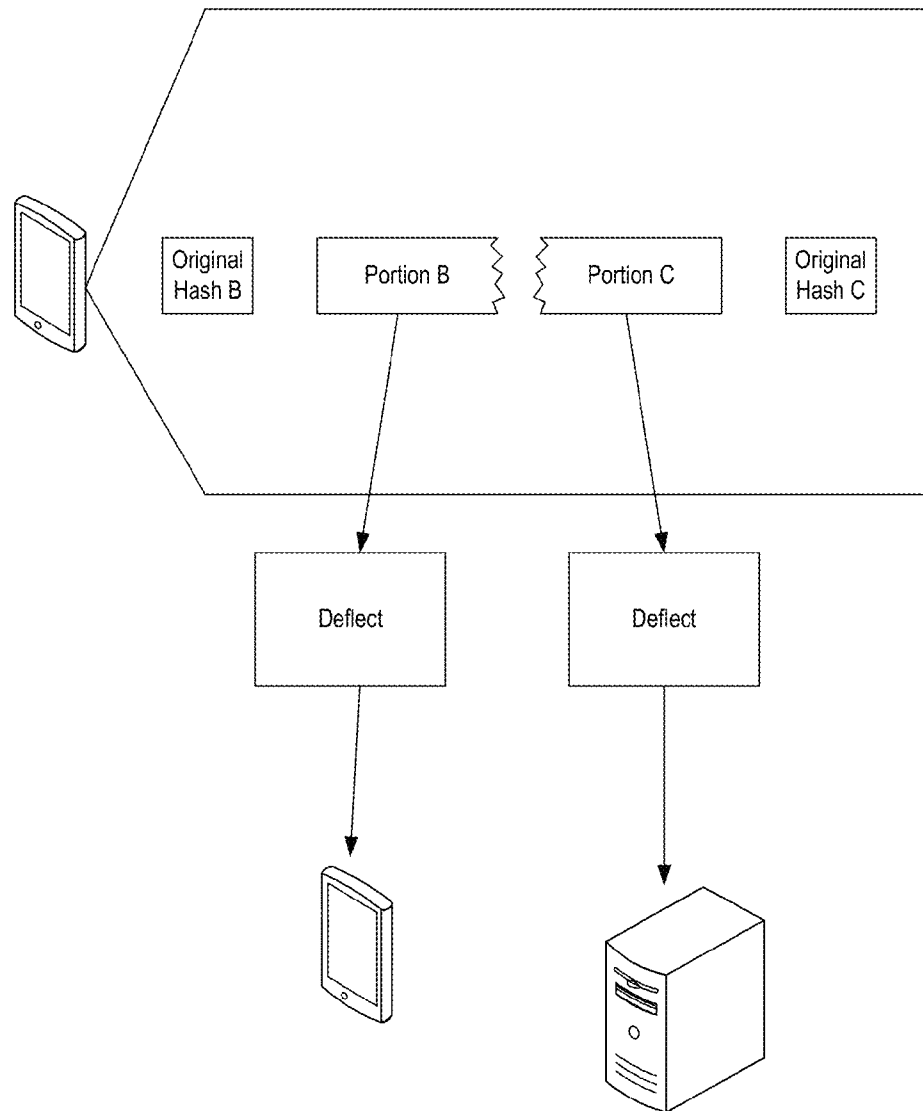 Original
Hash B
Portion B
Portion C
Original
Hash C
Deflect
Deflect